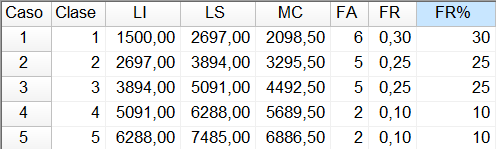 Caso Clase LI LS MC FA FR FR%
1 1 1500,00 2697,00 2098,50 6 0,30 30
2 2 2697,00 3894,00 3295,50 5 0,25 25
3 3 3894,00 5091,00 4492,50 5 0,25 25
4 4 5091,00 6288,00 5689,50 2 0,10 10
5 5 6288,00 7485,00 6886,50 2 0,10 10